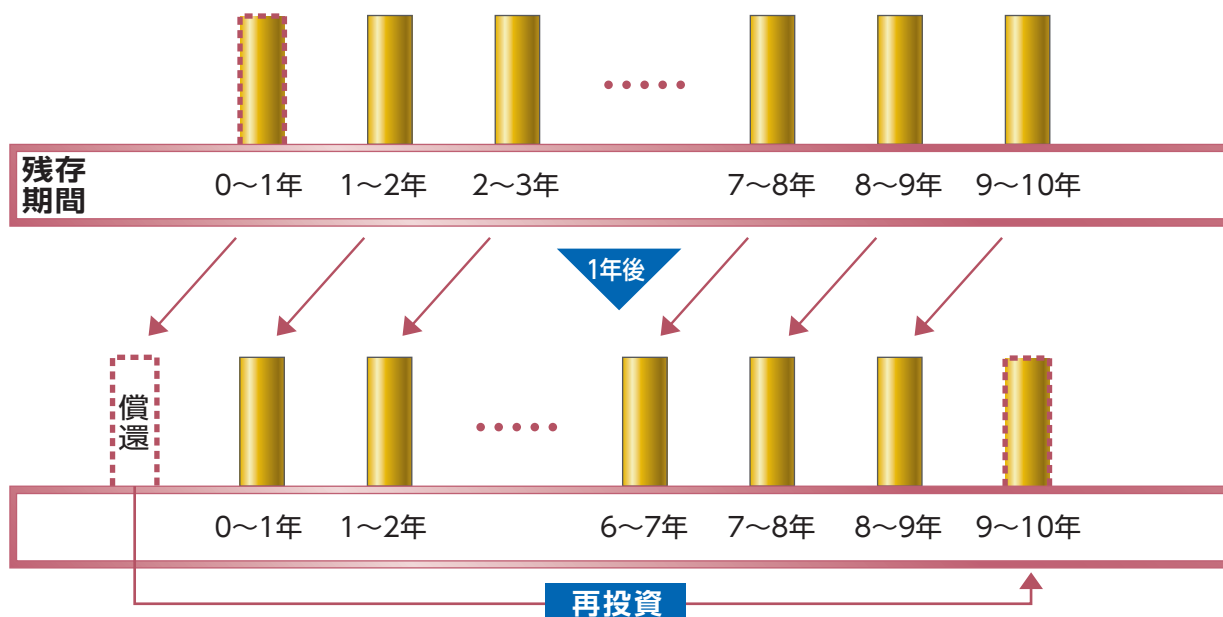 残存
期間
0～1年 1～2年 2～3年 ‥‥‥ 7～8年 8～9年 9～10年
1年後
償還
‥‥‥
0～1年 1～2年 6～7年 7～8年 8～9年 9～10年
再投資